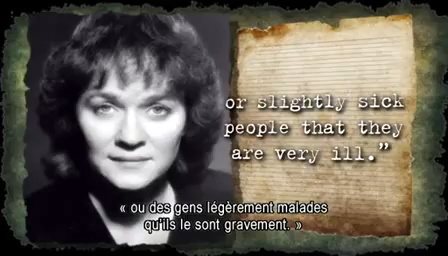 or slightly sick
people that they
are very ill.”
« ou des gens légèrement malades
qu'ils le sont gravement. »